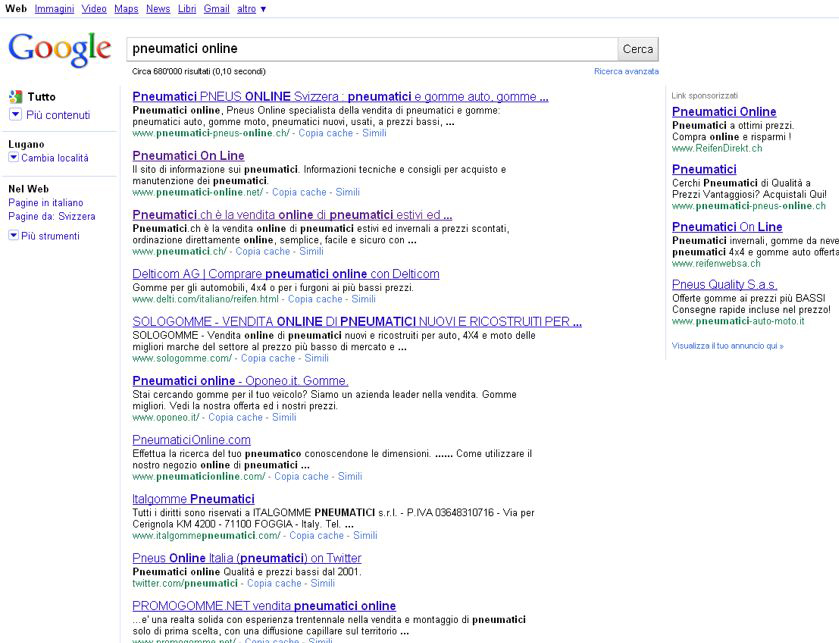 Web Immagini Video Maps News Libri Gmail altro ▼
Google
pneumatici online
Cerca
Circa 680'000 risultati (0,10 secondi)
Ricerca avanzata
Tutto
Più contenuti
Lugano
Cambia località
Nel Web
Pagine in italiano
Pagine da: Svizzera
Più strumenti
Pneumatici PNEUS ONLINE Svizzera : pneumatici e gomme auto, gomme ...
Pneumatici online, Pneus Online specialista della vendita di pneumatici e gomme:
pneumatici auto, gomme moto, pneumatici nuovi, usati, a prezzi bassi, ...
www.pneumatici-pneus-online.ch/ - Copia cache - Simili
Pneumatici On Line
Il sito di informazione sui pneumatici. Informazioni tecniche e consigli per acquisto e
manutenzione dei pneumatici.
www.pneumatici-online.net/ - Copia cache - Simili
Pneumatici.ch è la vendita online di pneumatici estivi ed ...
Pneumatici.ch è la vendita online di pneumatici estivi ed invernali a prezzi scontati,
ordinazione direttamente online, semplice, facile e sicuro con ...
www.pneumatici.ch/ - Copia cache - Simili
Delticom AG | Comprare pneumatici online con Delticom
Gomme per gli automobili, 4x4 o per i furgoni ai più bassi prezzi.
www.delti.com/italiano/reifen.html - Copia cache - Simili
SOLOGOMME - VENDITA ONLINE DI PNEUMATICI NUOVI E RICOSTRUITI PER ...
SOLOGOMME - Vendita online di pneumatici nuovi e ricostruiti per auto, 4X4 e moto delle
migliori marche del settore al prezzo più basso di mercato e ...
www.sologomme.com/ - Copia cache - Simili
Pneumatici online - Oponeo.it. Gomme.
Stai cercando gomme per il tuo veicolo? Siamo un azienda leader nella vendita. Gomme
migliori. Vedi la nostra offerta ed i nostri prezzi.
www.oponeo.it/ - Copia cache - Simili
PneumaticiOnline.com
Effettua la ricerca del tuo pneumatico conoscendone le dimensioni. ...... Come utilizzare il
nostro negozio online di pneumatici ...
www.pneumaticionline.com/ - Copia cache - Simili
Italgomme Pneumatici
Tutti i diritti sono riservati a ITALGOMME PNEUMATICI s.r.l. - P.IVA 03648310716 - Via per
Cerignola KM 4200 - 71100 FOGGIA - Italy. Tel. ...
www.italgommepneumatici.com/ - Copia cache - Simili
Pneus Online Italia (pneumatici) on Twitter
Pneumatici online Qualità e prezzi bassi dal 2001.
twitter.com/pneumatici - Copia cache - Simili
PROMOGOMME.NET vendita pneumatici online
...e' una realta solida con esperienza trentennale nella vendita e montaggio di pneumatici
solo di prima scelta, con una diffusione capillare sul territorio ...
www.promogomme.net/ - Copia cache - Simili
Link sponsorizzati
Pneumatici Online
Pneumatici a ottimi prezzi.
Compra online e risparmi !
www.ReifenDirekt.ch
Pneumatici
Cerchi Pneumatici di Qualità a
Prezzi Vantaggiosi? Acquistali Qui!
www.pneumatici-pneus-online.ch
Pneumatici On Line
Pneumatici invernali, gomme da neve
pneumatici 4x4 e gomme auto offerta
www.reifenwebsa.ch
Pneus Quality S.a.s.
Offerte gomme ai prezzi più BASSI
Consegne rapide incluse nel prezzo!
www.pneumatici-auto-moto.it
Visualizza il tuo annuncio qui »